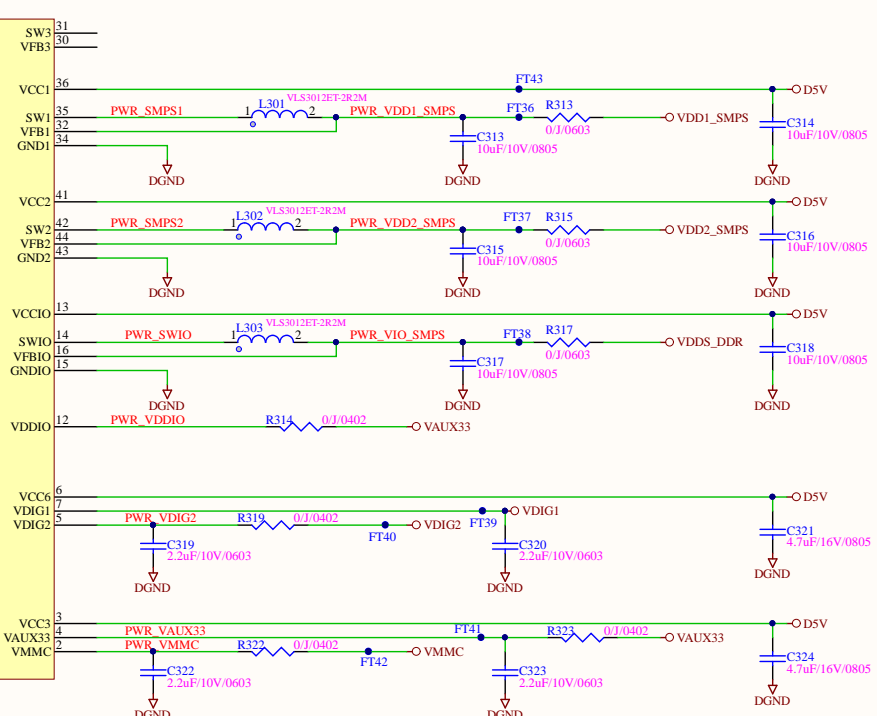 SW3 31
VFB3 30
VCC1 36 FT43 D5V
SW1 35 PWR_SMPS1 1 L301 2 VLS3012ET-2R2M PWR_VDD1_SMPS FT36 R313 0/J/0603 VDD1_SMPS
VFB1 32
GND1 34
C313
10uF/10V/0805
C314
10uF/10V/0805
DGND DGND DGND
VCC2 41 D5V
SW2 42 PWR_SMPS2 1 L302 2 VLS3012ET-2R2M PWR_VDD2_SMPS FT37 R315 0/J/0603 VDD2_SMPS
VFB2 44
GND2 43
C315
10uF/10V/0805
C316
10uF/10V/0805
DGND DGND DGND
VCCIO 13 D5V
SWIO 14 PWR_SWIO 1 L303 2 VLS3012ET-2R2M PWR_VIO_SMPS FT38 R317 0/J/0603 VDDS_DDR
VFBIO 16
GNDIO 15
C317
10uF/10V/0805
C318
10uF/10V/0805
DGND DGND DGND
VDDIO 12 PWR_VDDIO R314 0/J/0402 VAUX33
VCC6 6 D5V
VDIG1 7 FT39 VDIG1
VDIG2 5 PWR_VDIG2 R319 0/J/0402 FT40 VDIG2
C319
2.2uF/10V/0603
C320
2.2uF/10V/0603
C321
4.7uF/16V/0805
DGND DGND DGND
VCC3 3 D5V
VAUX33 4 PWR_VAUX33 FT41 R323 0/J/0402 VAUX33
VMMC 2 PWR_VMMC R322 0/J/0402 FT42 VMMC
C322
2.2uF/10V/0603
C323
2.2uF/10V/0603
C324
4.7uF/16V/0805
DGND DGND DGND